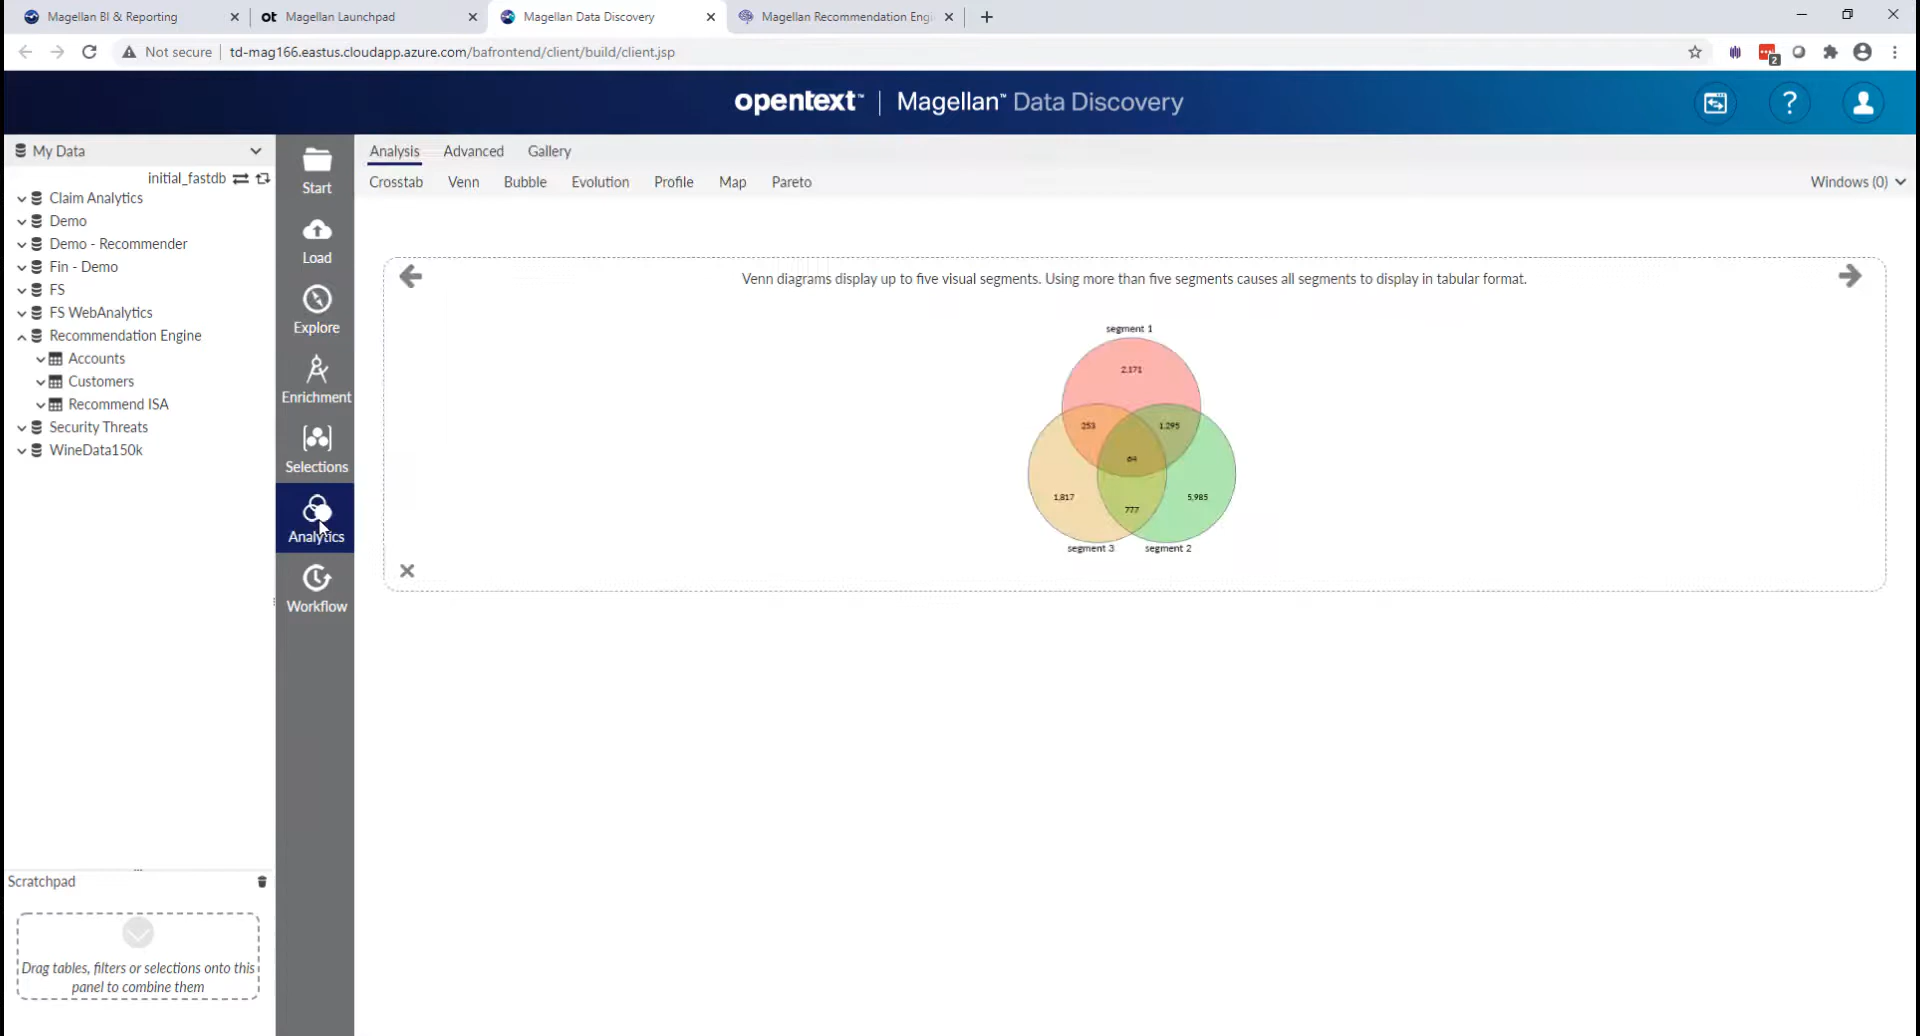 Magellan BI & Reporting
ot Magellan Launchpad
Magellan Data Discovery
Magellan Recommendation Engi
Not secure
td-mag166.eastus.cloudapp.azure.com/bafrontend/client/build/client.jsp
2
opentext™ | Magellan™ Data Discovery
?
My Data
initial_fastdb
Claim Analytics
Demo
Demo - Recommender
Fin - Demo
FS
FS WebAnalytics
Recommendation Engine
Accounts
Customers
Recommend ISA
Security Threats
WineData150k
Scratchpad
Drag tables, filters or selections onto this
panel to combine them
Start
Load
Explore
Enrichment
Selections
Analytics
Workflow
Analysis Advanced Gallery
Crosstab Venn Bubble Evolution Profile Map Pareto
Windows (0)
Venn diagrams display up to five visual segments. Using more than five segments causes all segments to display in tabular format.
segment 1
2,171
253 1,295
64
1,817 5,985
777
segment 3 segment 2